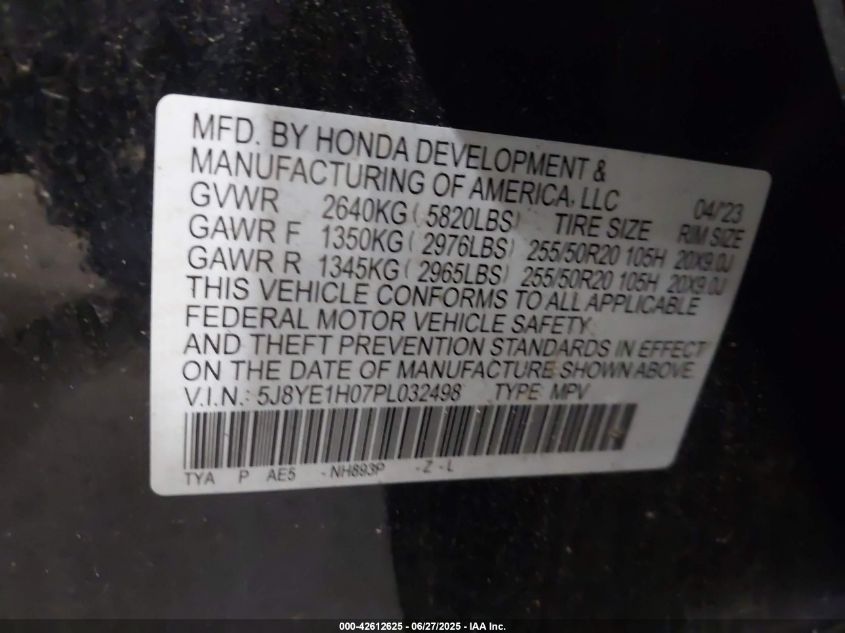 MFD. BY HONDA DEVELOPMENT &
MANUFACTURING OF AMERICA, LLC 04/'23
GVWR 2640KG ( 5820LBS) TIRE SIZE RIM SIZE
GAWR F 1350KG ( 2976LBS) 255/50R20 105H 20X9.0J
GAWR R 1345KG ( 2965LBS) 255/50R20 105H 20X9.0J
THIS VEHICLE CONFORMS TO ALL APPLICABLE
FEDERAL MOTOR VEHICLE SAFETY
AND THEFT PREVENTION STANDARDS IN EFFECT
ON THE DATE OF MANUFACTURE SHOWN ABOVE.
V.I.N.: 5J8YE1H07PL032498 TYPE MPV
TYA P AE5 - NH893P - Z - L
000-42612625 | 06/27/2025 - IAA Inc.